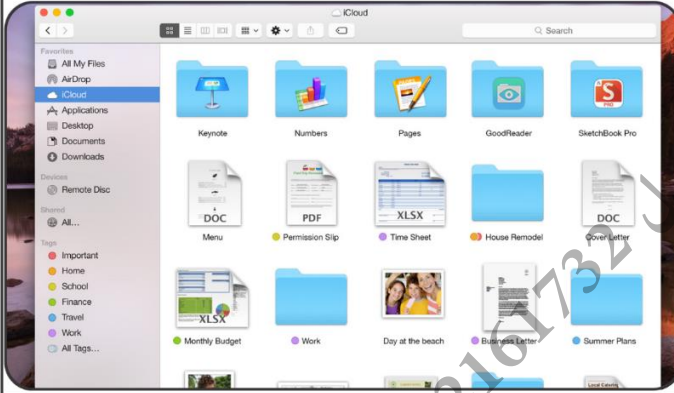 iCloud
Search
Favorites
All My Files
AirDrop
iCloud
Applications
Desktop
Documents
Downloads
Devices
Remote Disc
Shared
All...
Tags
Important
Home
School
Finance
Travel
Work
All Tags...
Keynote
Numbers
Pages
GoodReader
SketchBook Pro
S
PRO
DOC
PDF
XLSX
DOC
Menu
Permission Slip
Time Sheet
House Remodel
Cover Letter
XLSX
Monthly Budget
Work
Day at the beach
Business Letter
Summer Plans
Local Catering